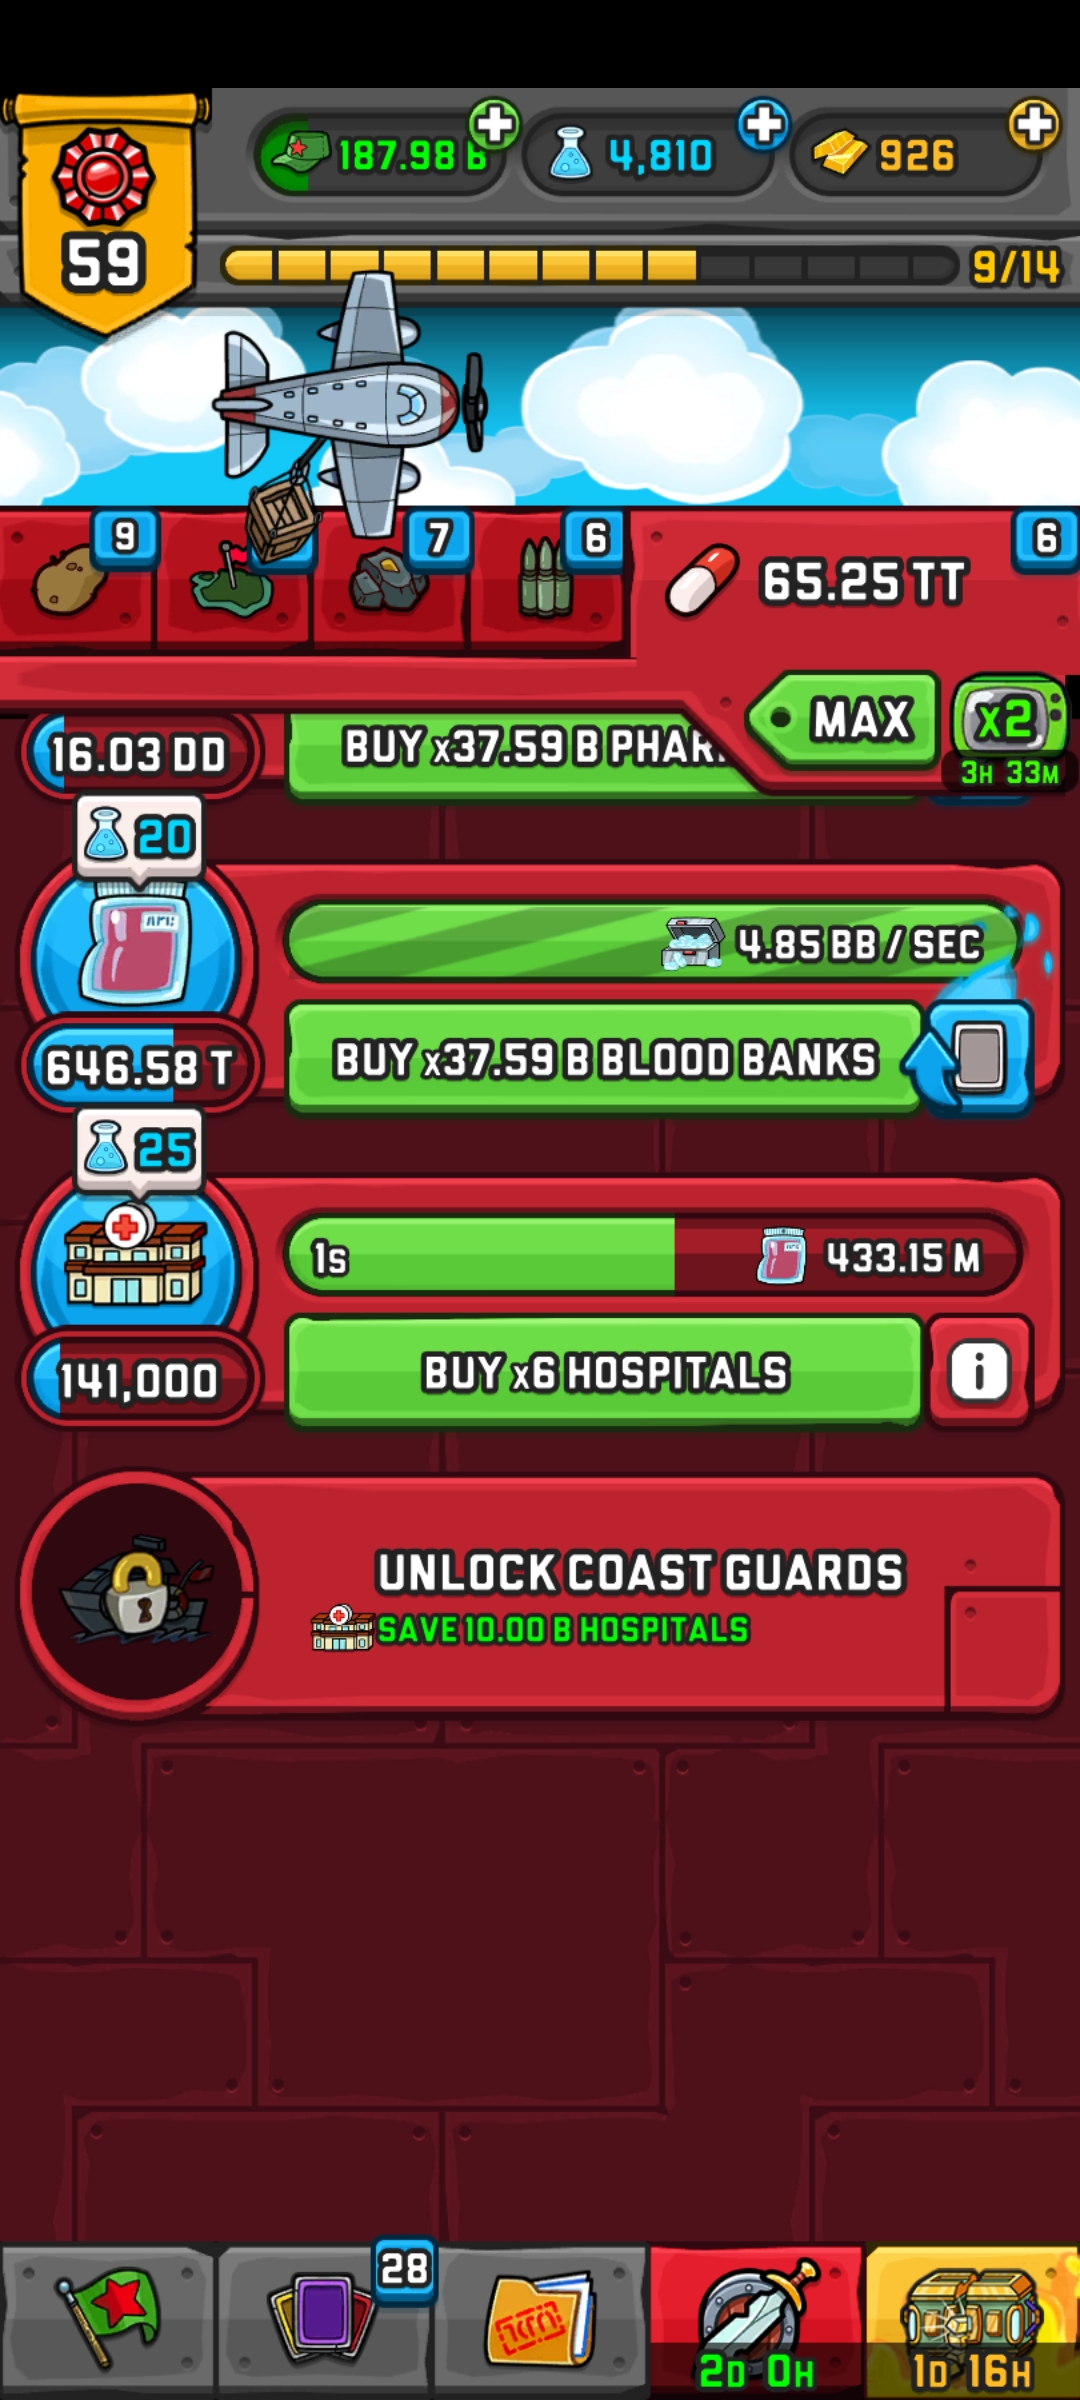 187.98 B
4,810
926
59
9/14
9
7
6
6
65.25 TT
MAX
x2
3H 33M
16.03 DD
BUY x37.59 B PHAR
20
4.85 BB / SEC
646.58 T
BUY x37.59 B BLOOD BANKS
25
1s
433.15 M
141,000
BUY x6 HOSPITALS
i
UNLOCK COAST GUARDS
SAVE 10.00 B HOSPITALS
28
2D 0H
1D 16H